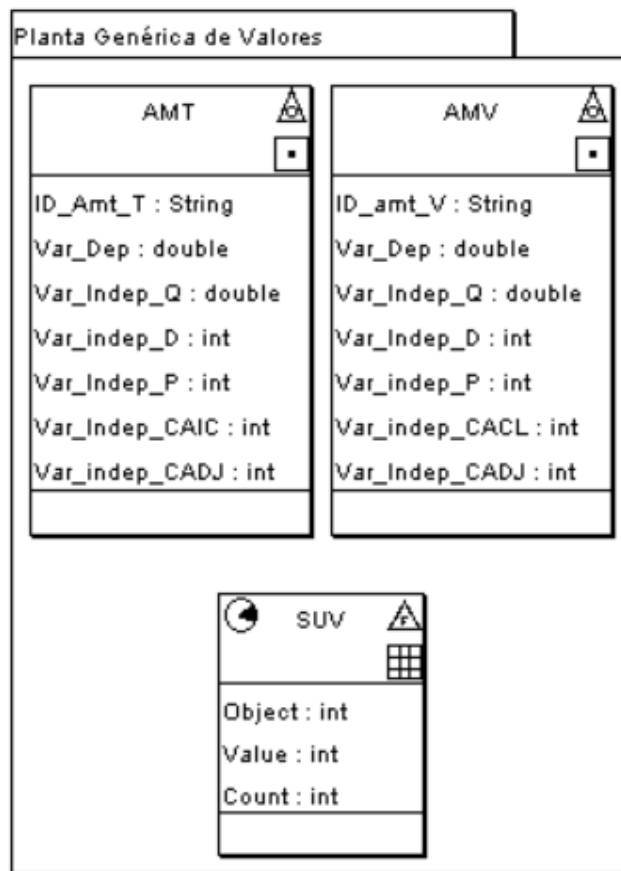 Planta Genérica de Valores
AMT
ID_Amt_T : String
Var_Dep : double
Var_Indep_Q : double
Var_indep_D : int
Var_Indep_P : int
Var_Indep_CAIC : int
Var_indep_CADJ : int
AMV
ID_amt_V : String
Var_Dep : double
Var_Indep_Q : double
Var_Indep_D : int
Var_indep_P : int
Var_indep_CACL : int
Var_Indep_CADJ : int
SUV
F
Object : int
Value : int
Count : int